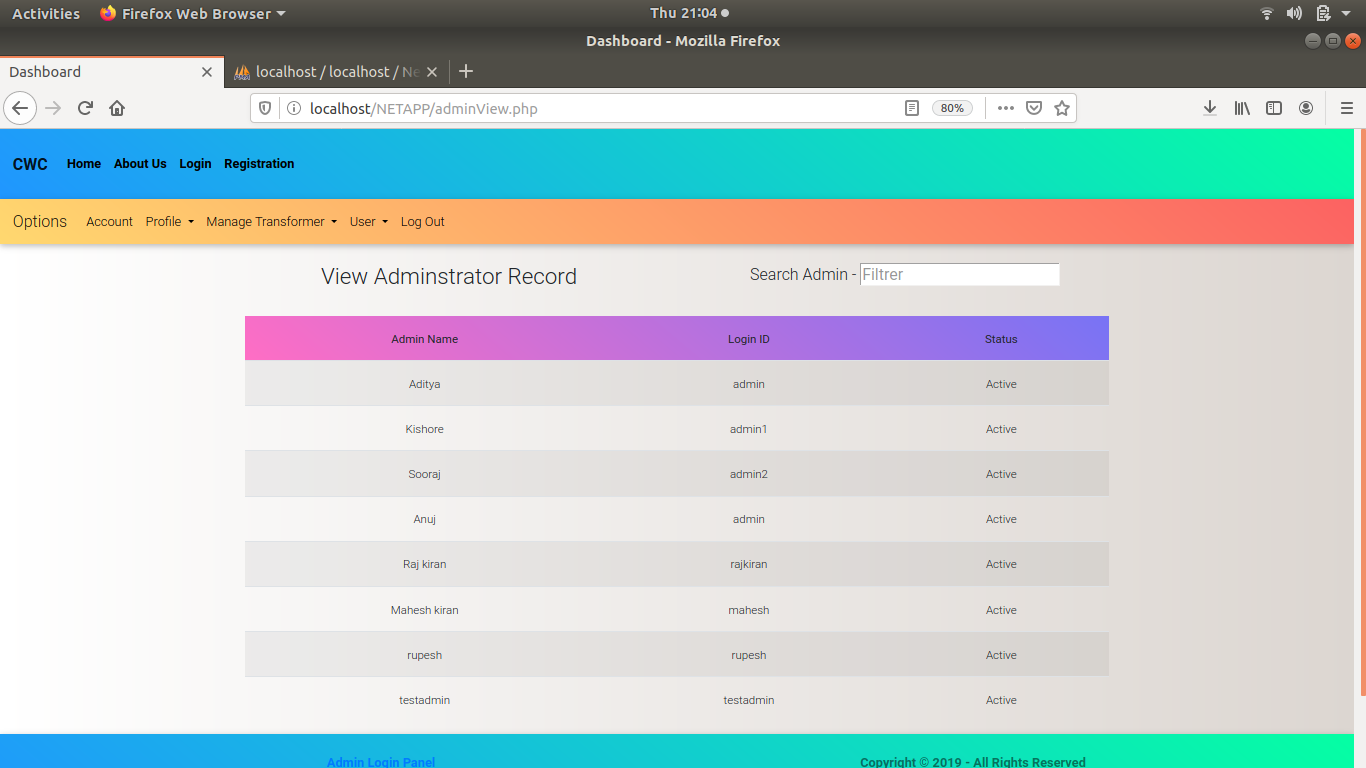 Activities Firefox Web Browser Thu 21:04
Dashboard - Mozilla Firefox
Dashboard localhost / localhost / Ne
localhost/NETAPP/adminView.php 80%
CWC Home About Us Login Registration
Options Account Profile Manage Transformer User Log Out
View Adminstrator Record Search Admin - Filtrer
Admin Name Login ID Status
Aditya admin Active
Kishore admin1 Active
Sooraj admin2 Active
Anuj admin Active
Raj kiran rajkiran Active
Mahesh kiran mahesh Active
rupesh rupesh Active
testadmin testadmin Active
Admin Login Panel Copyright © 2019 - All Rights Reserved